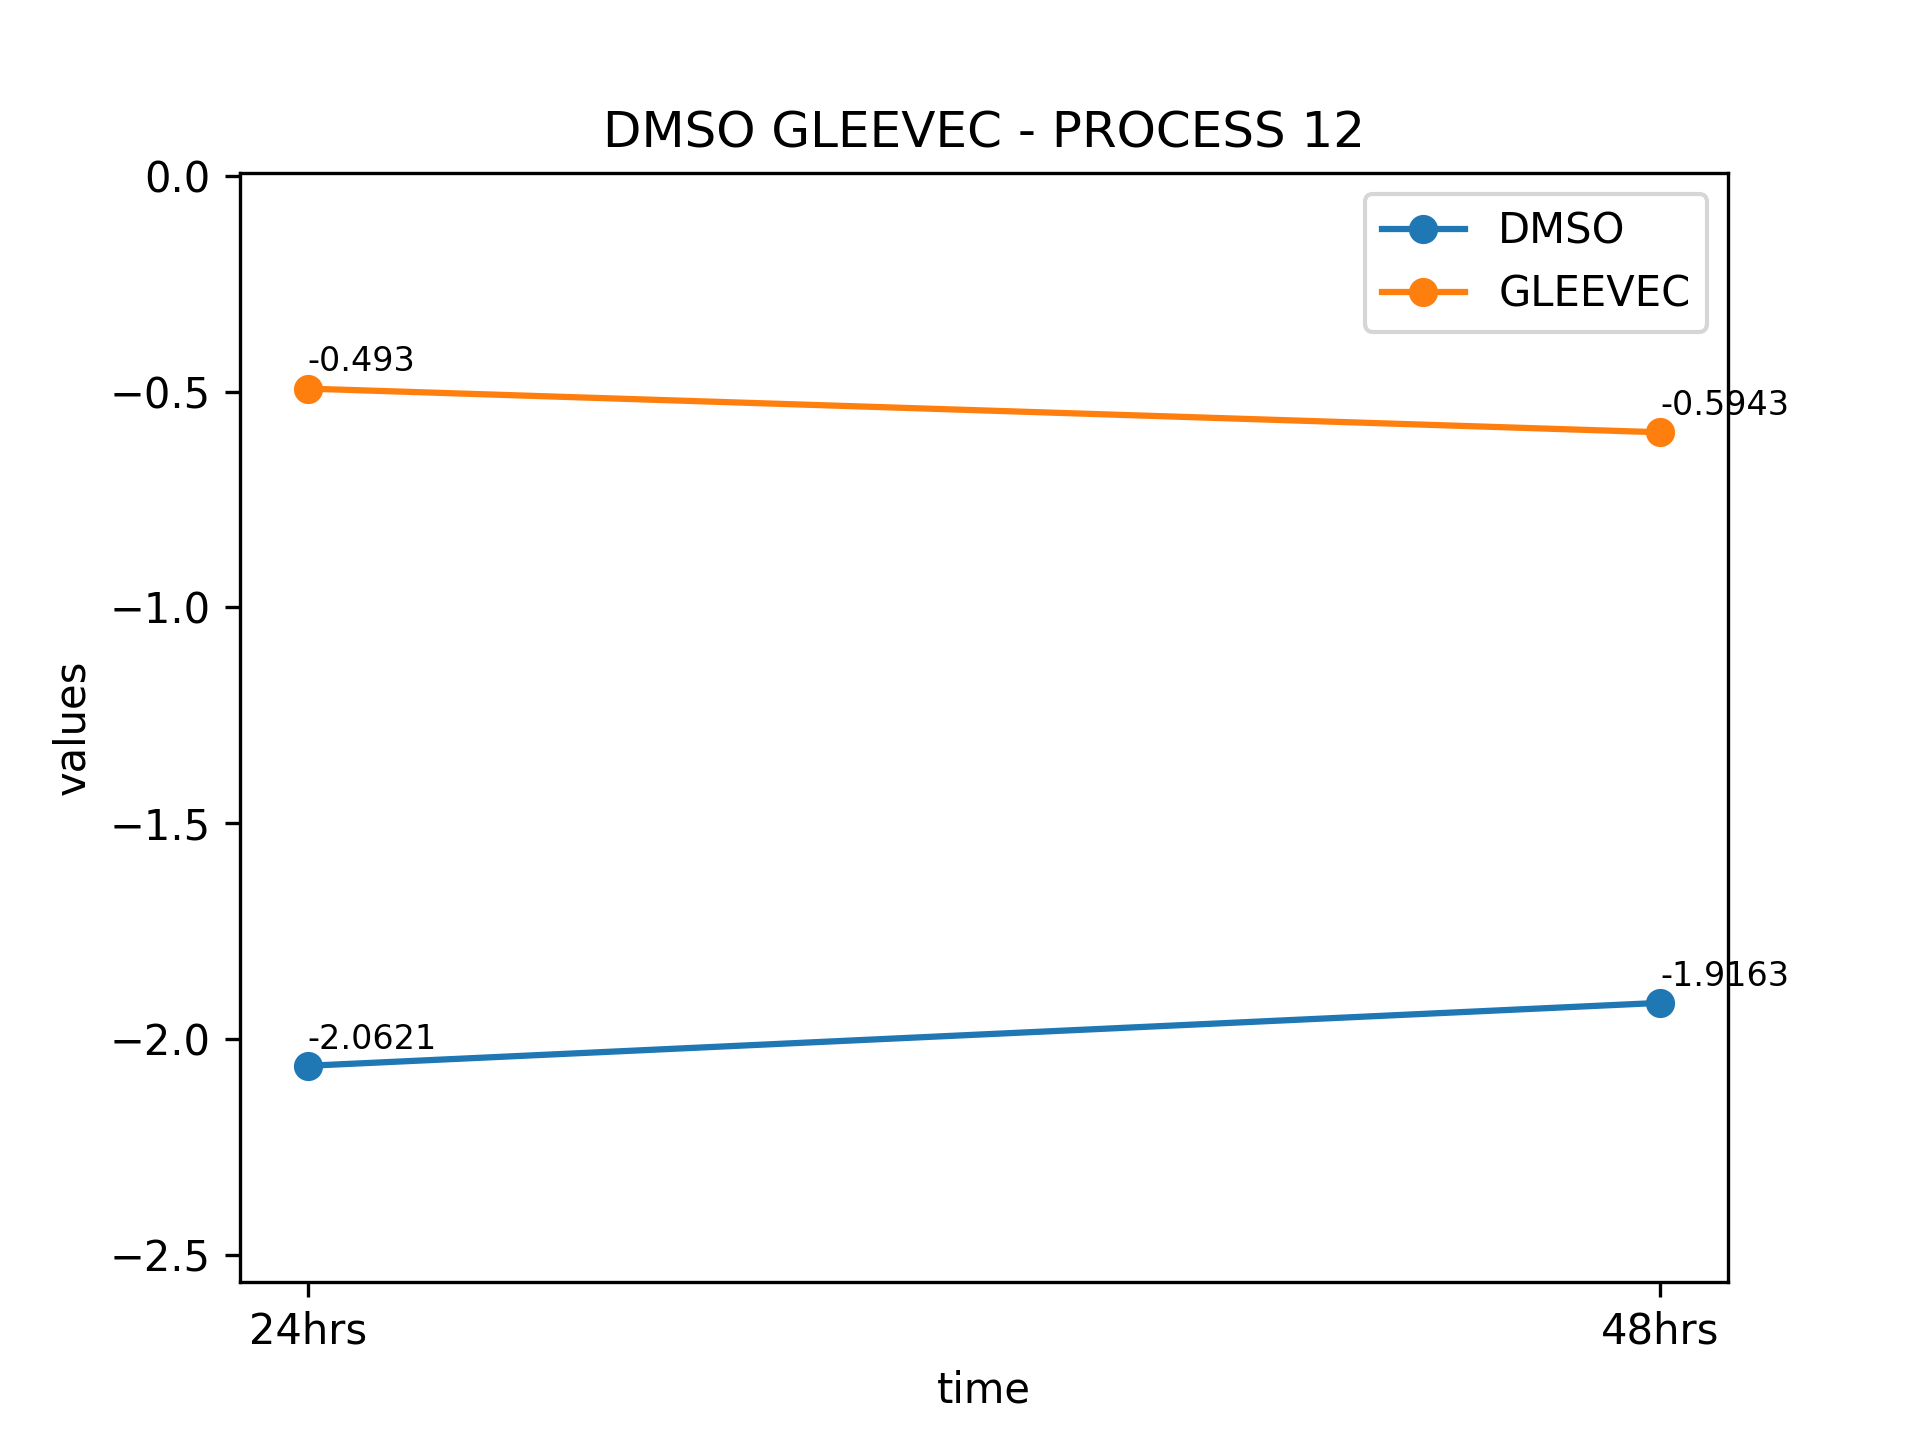 DMSO GLEEVEC - PROCESS 12
0.0
DMSO
GLEEVEC
-0.493
−0.5
-0.5943
−1.0
values
−1.5
-1.9163
−2.0
-2.0621
−2.5
24hrs
48hrs
time